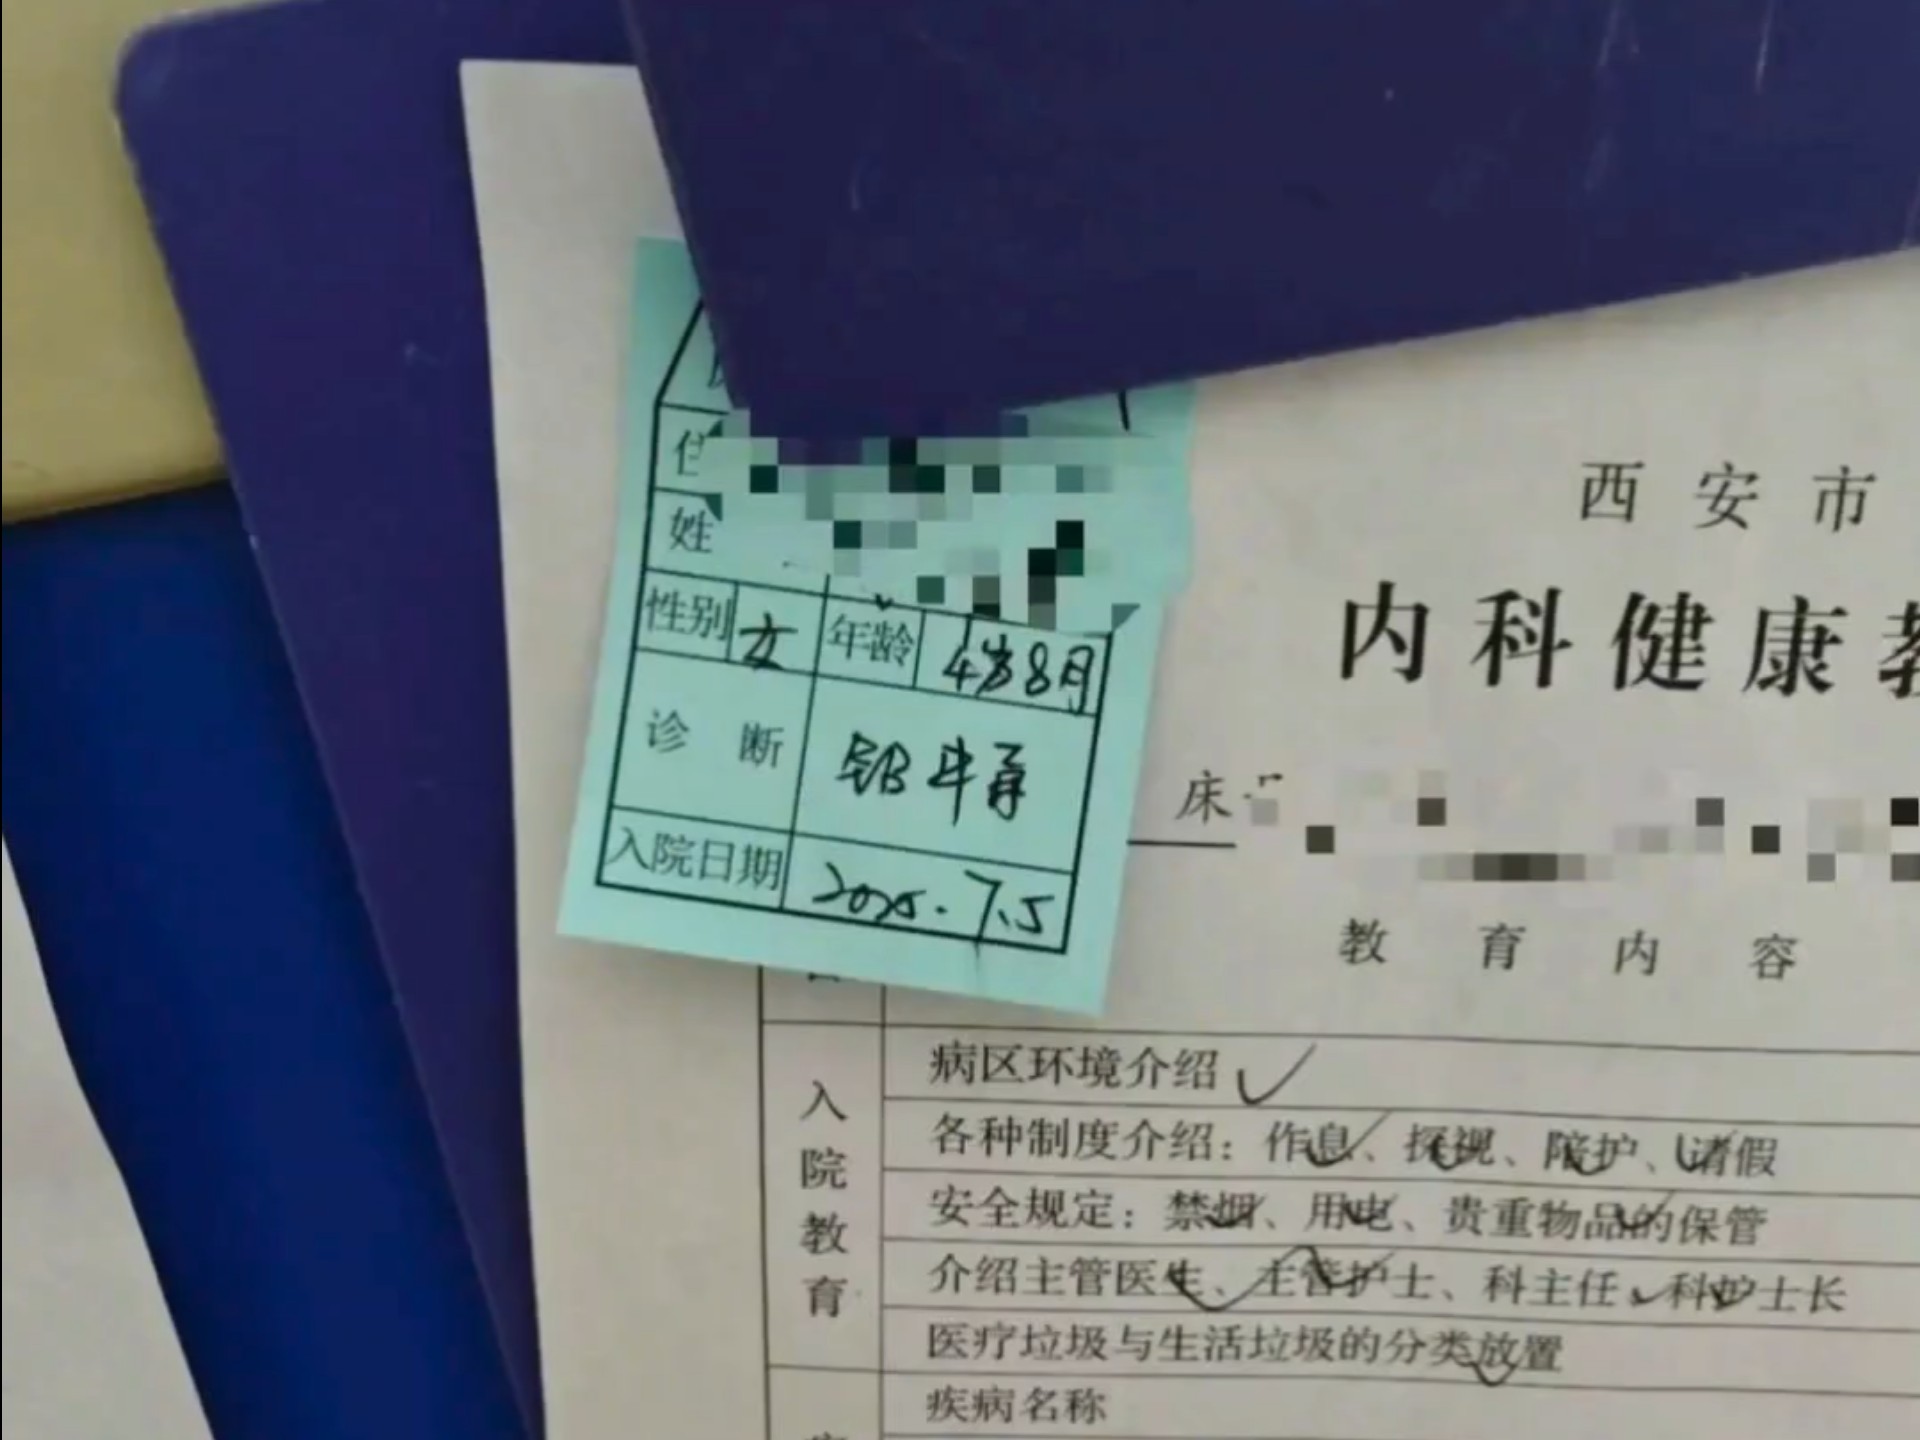 住
姓
性别 女 年龄 4岁8月
诊 断 铅中毒
入院日期 2025.7.5
西安市
内科健康教
床
教育内容
入院教育
病区环境介绍
各种制度介绍：作息、探视、陪护、请假
安全规定：禁烟、用电、贵重物品的保管
介绍主管医生、主管护士、科主任、科护士长
医疗垃圾与生活垃圾的分类放置
疾病名称